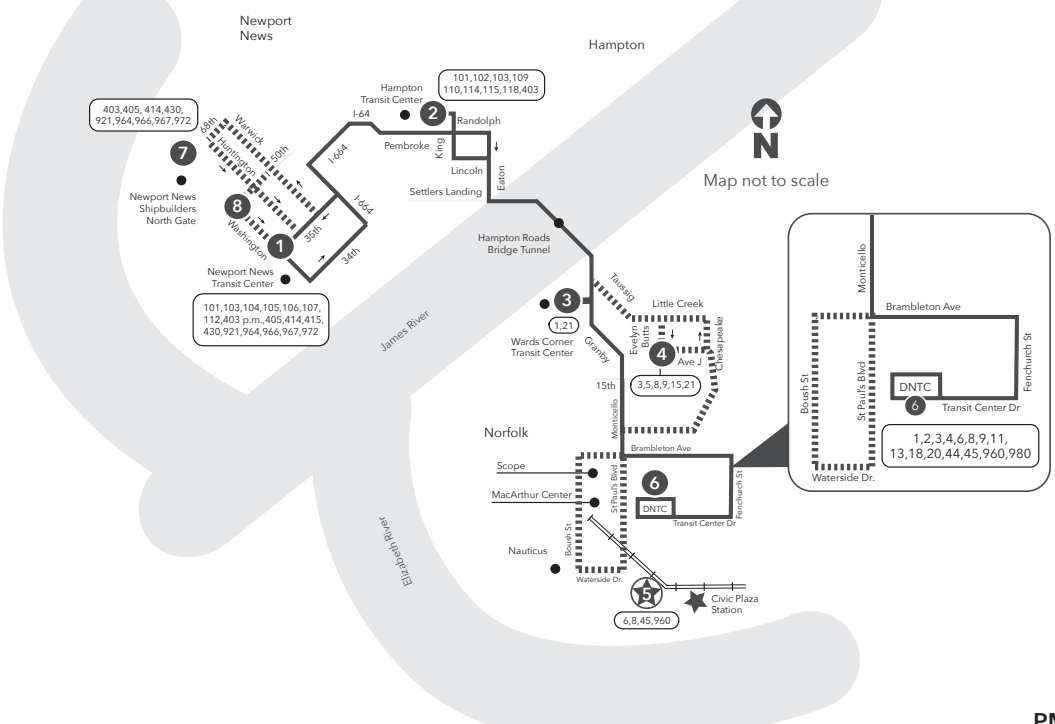 Newport
News
Hampton
101,102,103,109
110,114,115,118,403
Hampton
Transit Center
2
403,405, 414,430,
921,964,966,967,972
7
Newport News
Shipbuilders
North Gate
68th
Warwick
Huntington
50th
8
Washington
1
35th
34th
I-664
I-664
I-64
Newport News
Transit Center
101,103,104,105,106,107,
112,403 p.m.,405,414,415,
430,921,964,966,967,972
Randolph
Pembroke
King
Lincoln
Eaton
Settlers Landing
Hampton Roads
Bridge Tunnel
N
Map not to scale
James River
3
1,21
Wards Corner
Transit Center
Taussig
Little Creek
Evelyn
Butts
4
Ave J
Chesapeake
3,5,8,9,15,21
Granby
15th
Monticello
Norfolk
Brambleton Ave
Scope
MacArthur Center
St Paul's Blvd
6
DNTC
Transit Center Dr
Fenchurch St
Boush St
Nauticus
Waterside Dr.
5
6,8,45,960
Civic Plaza
Station
Elizabeth River
Monticello
Brambleton Ave
Boush St
St Paul's Blvd
Fenchurch St
DNTC
6
Transit Center Dr
1,2,3,4,6,8,9,11,
13,18,20,44,45,960,980
Waterside Dr.
PM